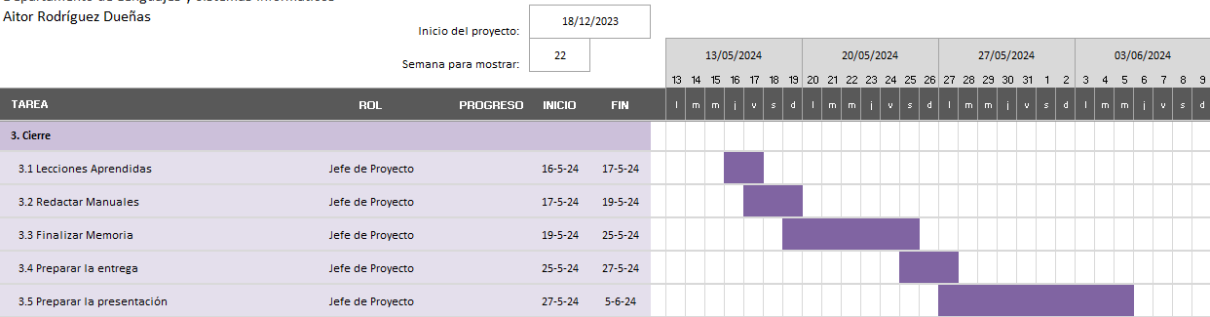 Departamento de Lenguajes y Sistemas Informáticos
Aitor Rodríguez Dueñas
Inicio del proyecto: 18/12/2023
Semana para mostrar: 22
13/05/2024 20/05/2024 27/05/2024 03/06/2024
13 14 15 16 17 18 19 20 21 22 23 24 25 26 27 28 29 30 31 1 2 3 4 5 6 7 8 9
TAREA ROL PROGRESO INICIO FIN l m m j v s d l m m j v s d l m m j v s d l m m j v s d
3. Cierre
3.1 Lecciones Aprendidas Jefe de Proyecto 16-5-24 17-5-24
3.2 Redactar Manuales Jefe de Proyecto 17-5-24 19-5-24
3.3 Finalizar Memoria Jefe de Proyecto 19-5-24 25-5-24
3.4 Preparar la entrega Jefe de Proyecto 25-5-24 27-5-24
3.5 Preparar la presentación Jefe de Proyecto 27-5-24 5-6-24